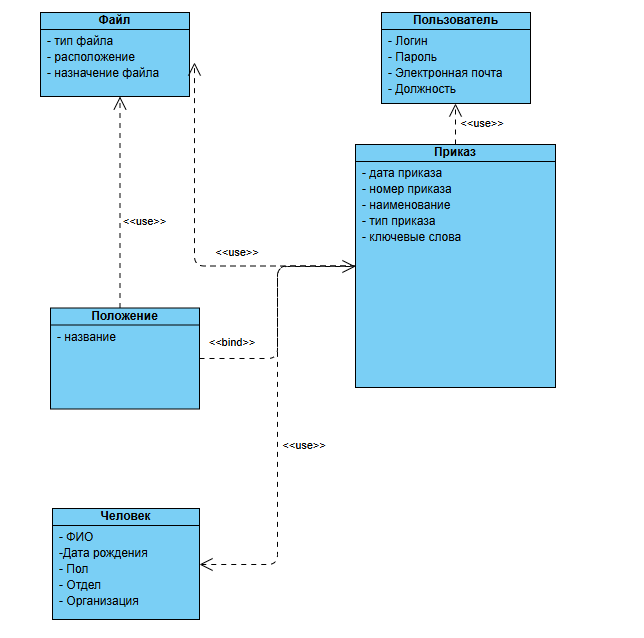 Файл
- тип файла
- расположение
- назначение файла
Пользователь
- Логин
- Пароль
- Электронная почта
- Должность
<<use>>
Приказ
- дата приказа
- номер приказа
- наименование
- тип приказа
- ключевые слова
<<use>>
<<use>>
Положение
- название
<<bind>>
<<use>>
Человек
- ФИО
-Дата рождения
- Пол
- Отдел
- Организация